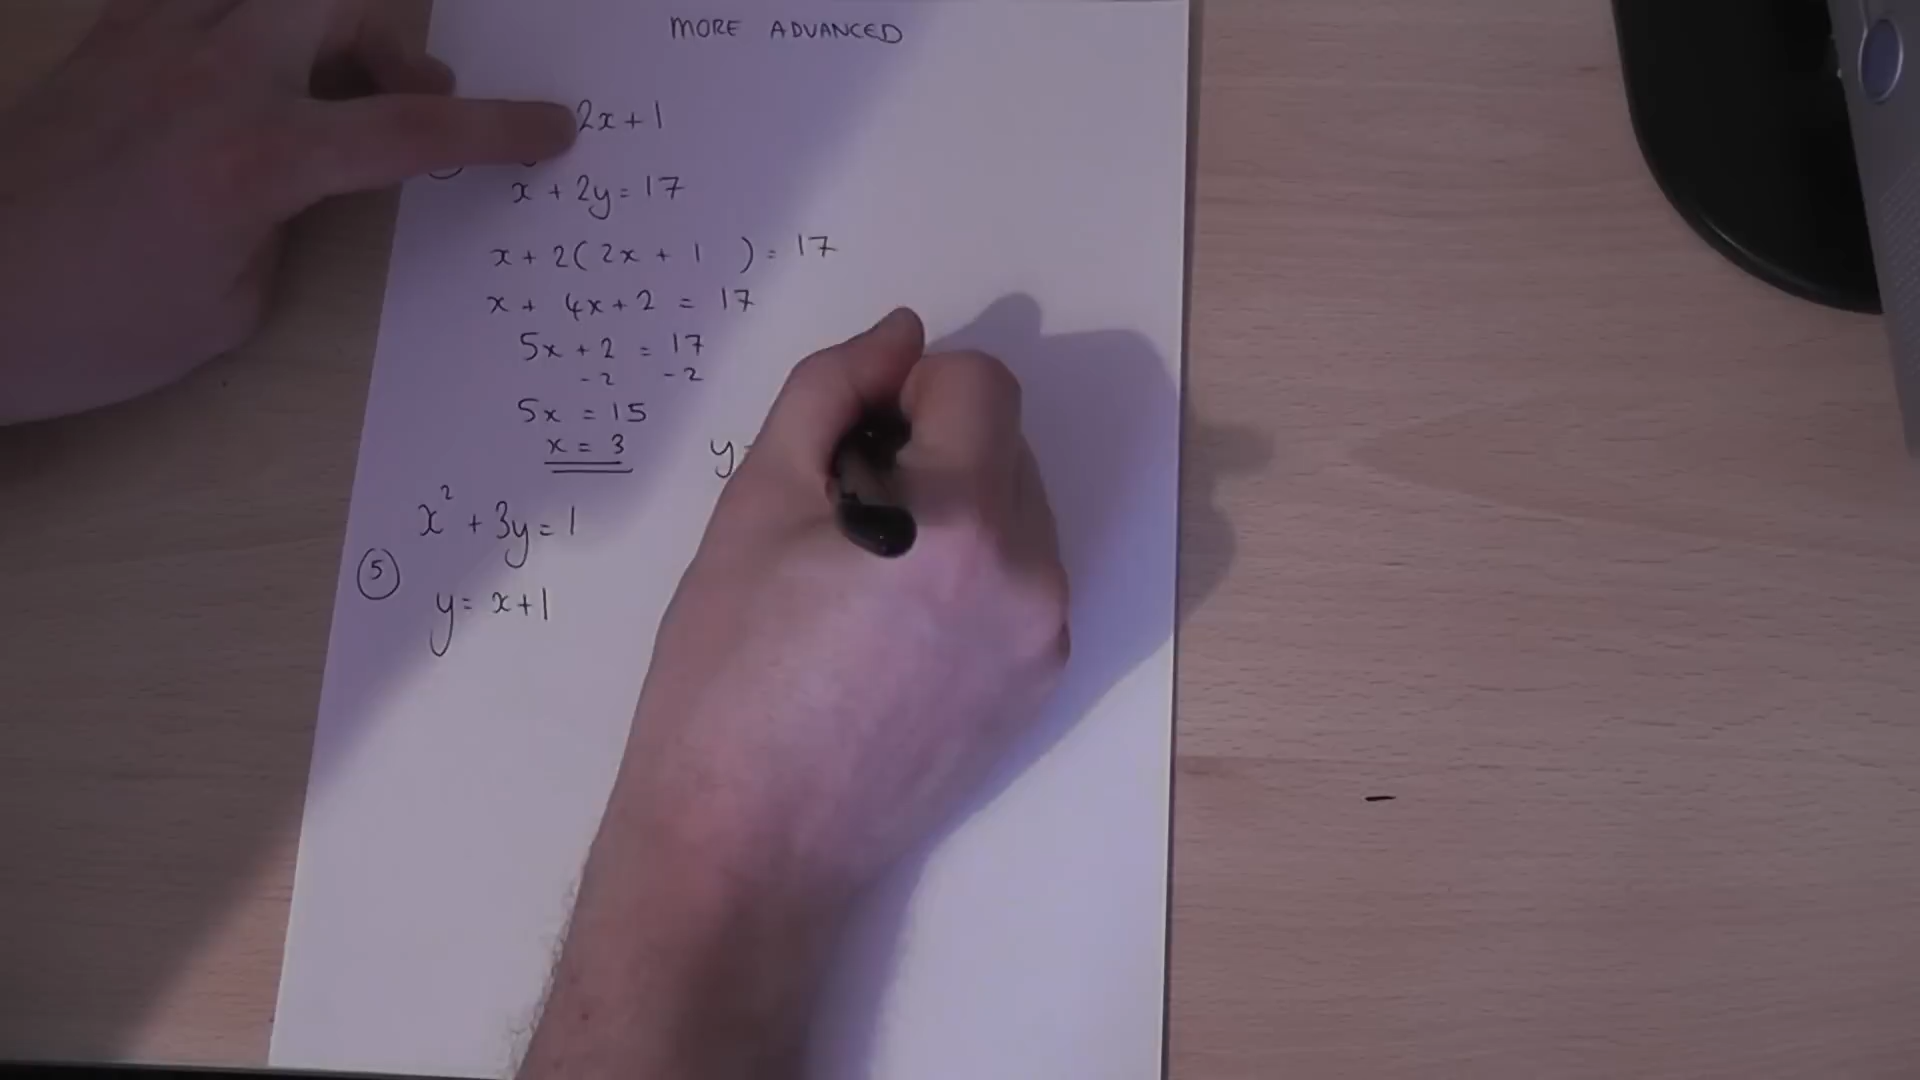 MORE ADVANCED
2x + 1
x + 2y = 17
x + 2( 2x + 1 ) = 17
x + 4x + 2 = 17
5x + 2 = 17
- 2 - 2
5x = 15
x = 3 y =
x² + 3y = 1
5
y = x + 1